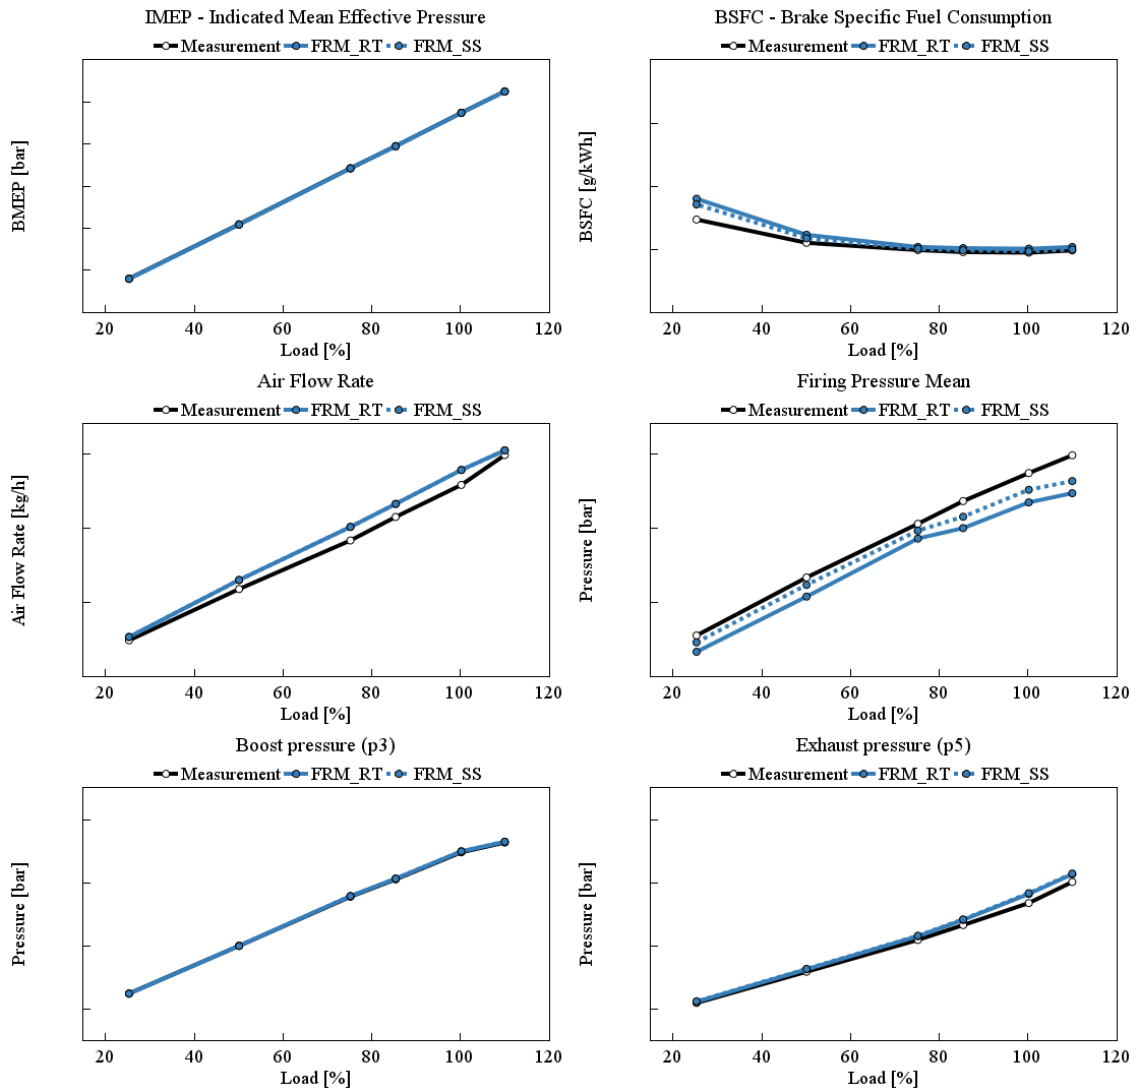 IMEP - Indicated Mean Effective Pressure
Measurement FRM_RT FRM_SS
BMEP [bar]
20 40 60 80 100 120
Load [%]
BSFC - Brake Specific Fuel Consumption
Measurement FRM_RT FRM_SS
BSFC [g/kWh]
20 40 60 80 100 120
Load [%]
Air Flow Rate
Measurement FRM_RT FRM_SS
Air Flow Rate [kg/h]
20 40 60 80 100 120
Load [%]
Firing Pressure Mean
Measurement FRM_RT FRM_SS
Pressure [bar]
20 40 60 80 100 120
Load [%]
Boost pressure (p3)
Measurement FRM_RT FRM_SS
Pressure [bar]
20 40 60 80 100 120
Load [%]
Exhaust pressure (p5)
Measurement FRM_RT FRM_SS
Pressure [bar]
20 40 60 80 100 120
Load [%]